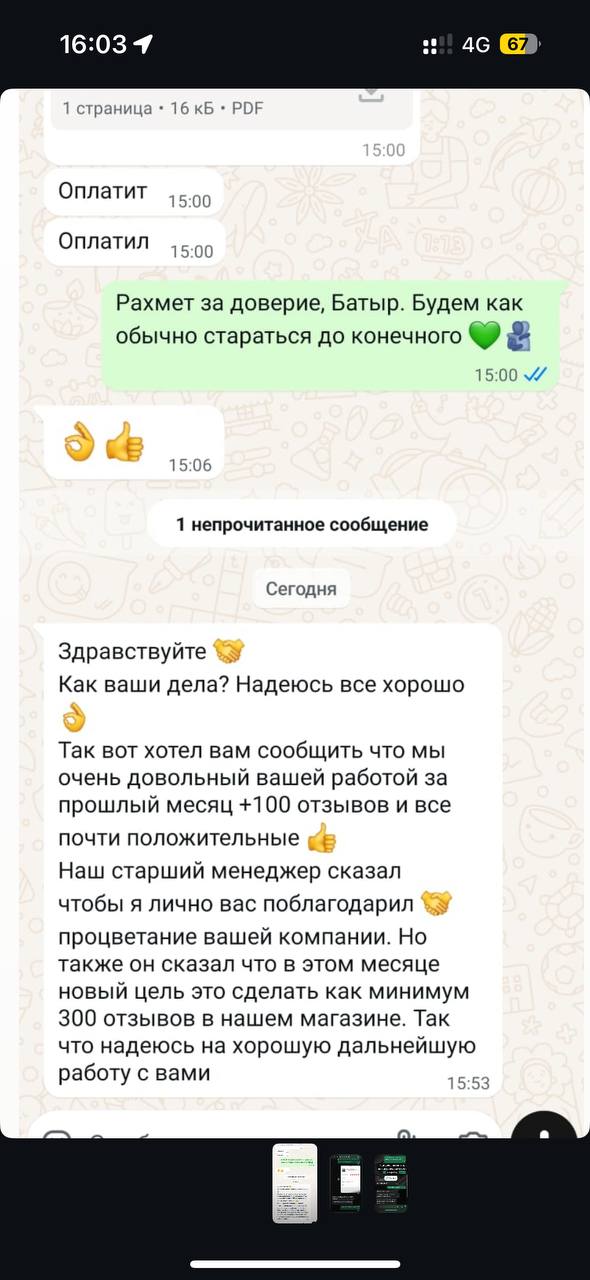 16:03
4G
67
1 страница • 16 кБ • PDF
15:00
Оплатит
15:00
Оплатил
15:00
Рахмет за доверие, Батыр. Будем как
обычно стараться до конечного 💚🫂
15:00
👌👍
15:06
1 непрочитанное сообщение
Сегодня
Здравствуйте 🤝
Как ваши дела? Надеюсь все хорошо
👌
Так вот хотел вам сообщить что мы
очень довольный вашей работой за
прошлый месяц +100 отзывов и все
почти положительные 👍
Наш старший менеджер сказал
чтобы я лично вас поблагодарил 🤝
процветание вашей компании. Но
также он сказал что в этом месяце
новый цель это сделать как минимум
300 отзывов в нашем магазине. Так
что надеюсь на хорошую дальнейшую
работу с вами
15:53